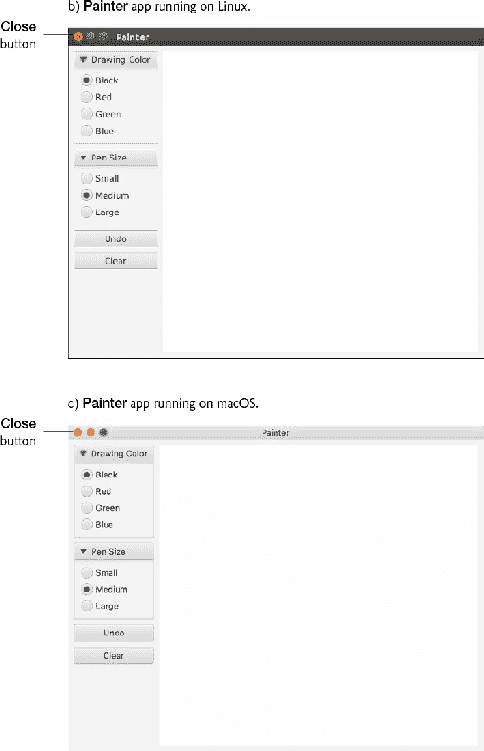 b) Painter app running on Linux.
Close
button
Painter
Drawing Color
Black
Red
Green
Blue
Pen Size
Small
Medium
Large
Undo
Clear
c) Painter app running on macOS.
Close
button
Painter
Drawing Color
Black
Red
Green
Blue
Pen Size
Small
Medium
Large
Undo
Clear